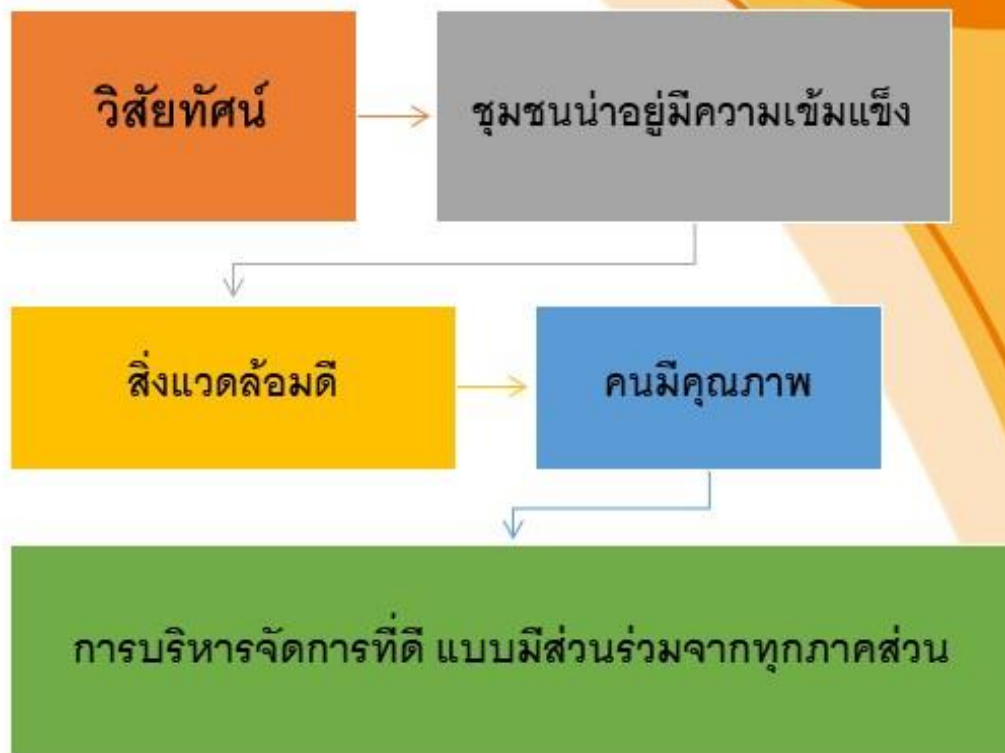 วิสัยทัศน์
ชุมชนน่าอยู่มีความเข้มแข็ง
สิ่งแวดล้อมดี
คนมีคุณภาพ
การบริหารจัดการที่ดี แบบมีส่วนร่วมจากทุกภาคส่วน